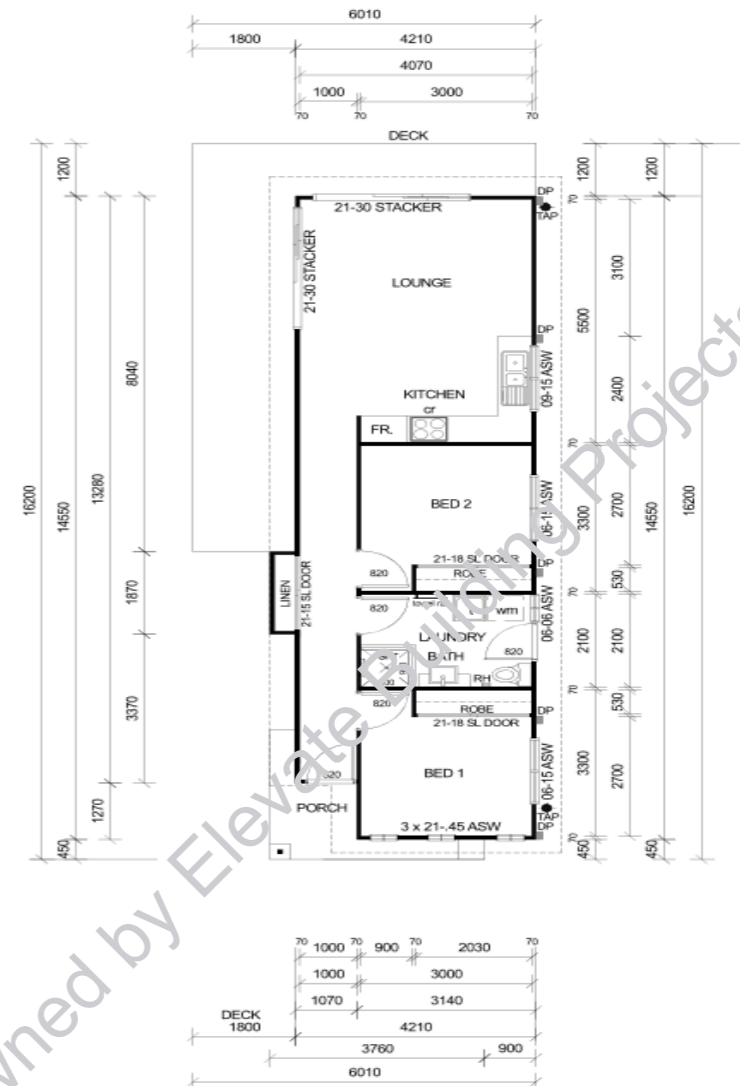 6010
1800 4210
4070
1000 3000
70 70 70
DECK
1200
16200
14550
13280
8040
1870
3370
1270
450
DP
TAP
21-30 STACKER
21-30 STACKER
LOUNGE
DP
KITCHEN
cr
FR.
09-15 ASW
BED 2
06-15 ASW
21-18 SL DOOR
ROBE
DP
820
LINEN
21-15 SL DOOR
820
wm
06-06 ASW
LAUNDRY
BATH
820
RH
820
ROBE
DP
21-18 SL DOOR
BED 1
06-15 ASW
820
PORCH
3 x 21-.45 ASW
TAP
DP
1200
70
5500
70
3300
70
2100
70
3300
70
450
3100
2400
2700
530
2100
530
2700
1200
14550
450
16200
70 1000 70 900 70 2030 70
1000 3000
1070 3140
DECK
1800 4210
3760 900
6010
wned by Elevate Building Projects